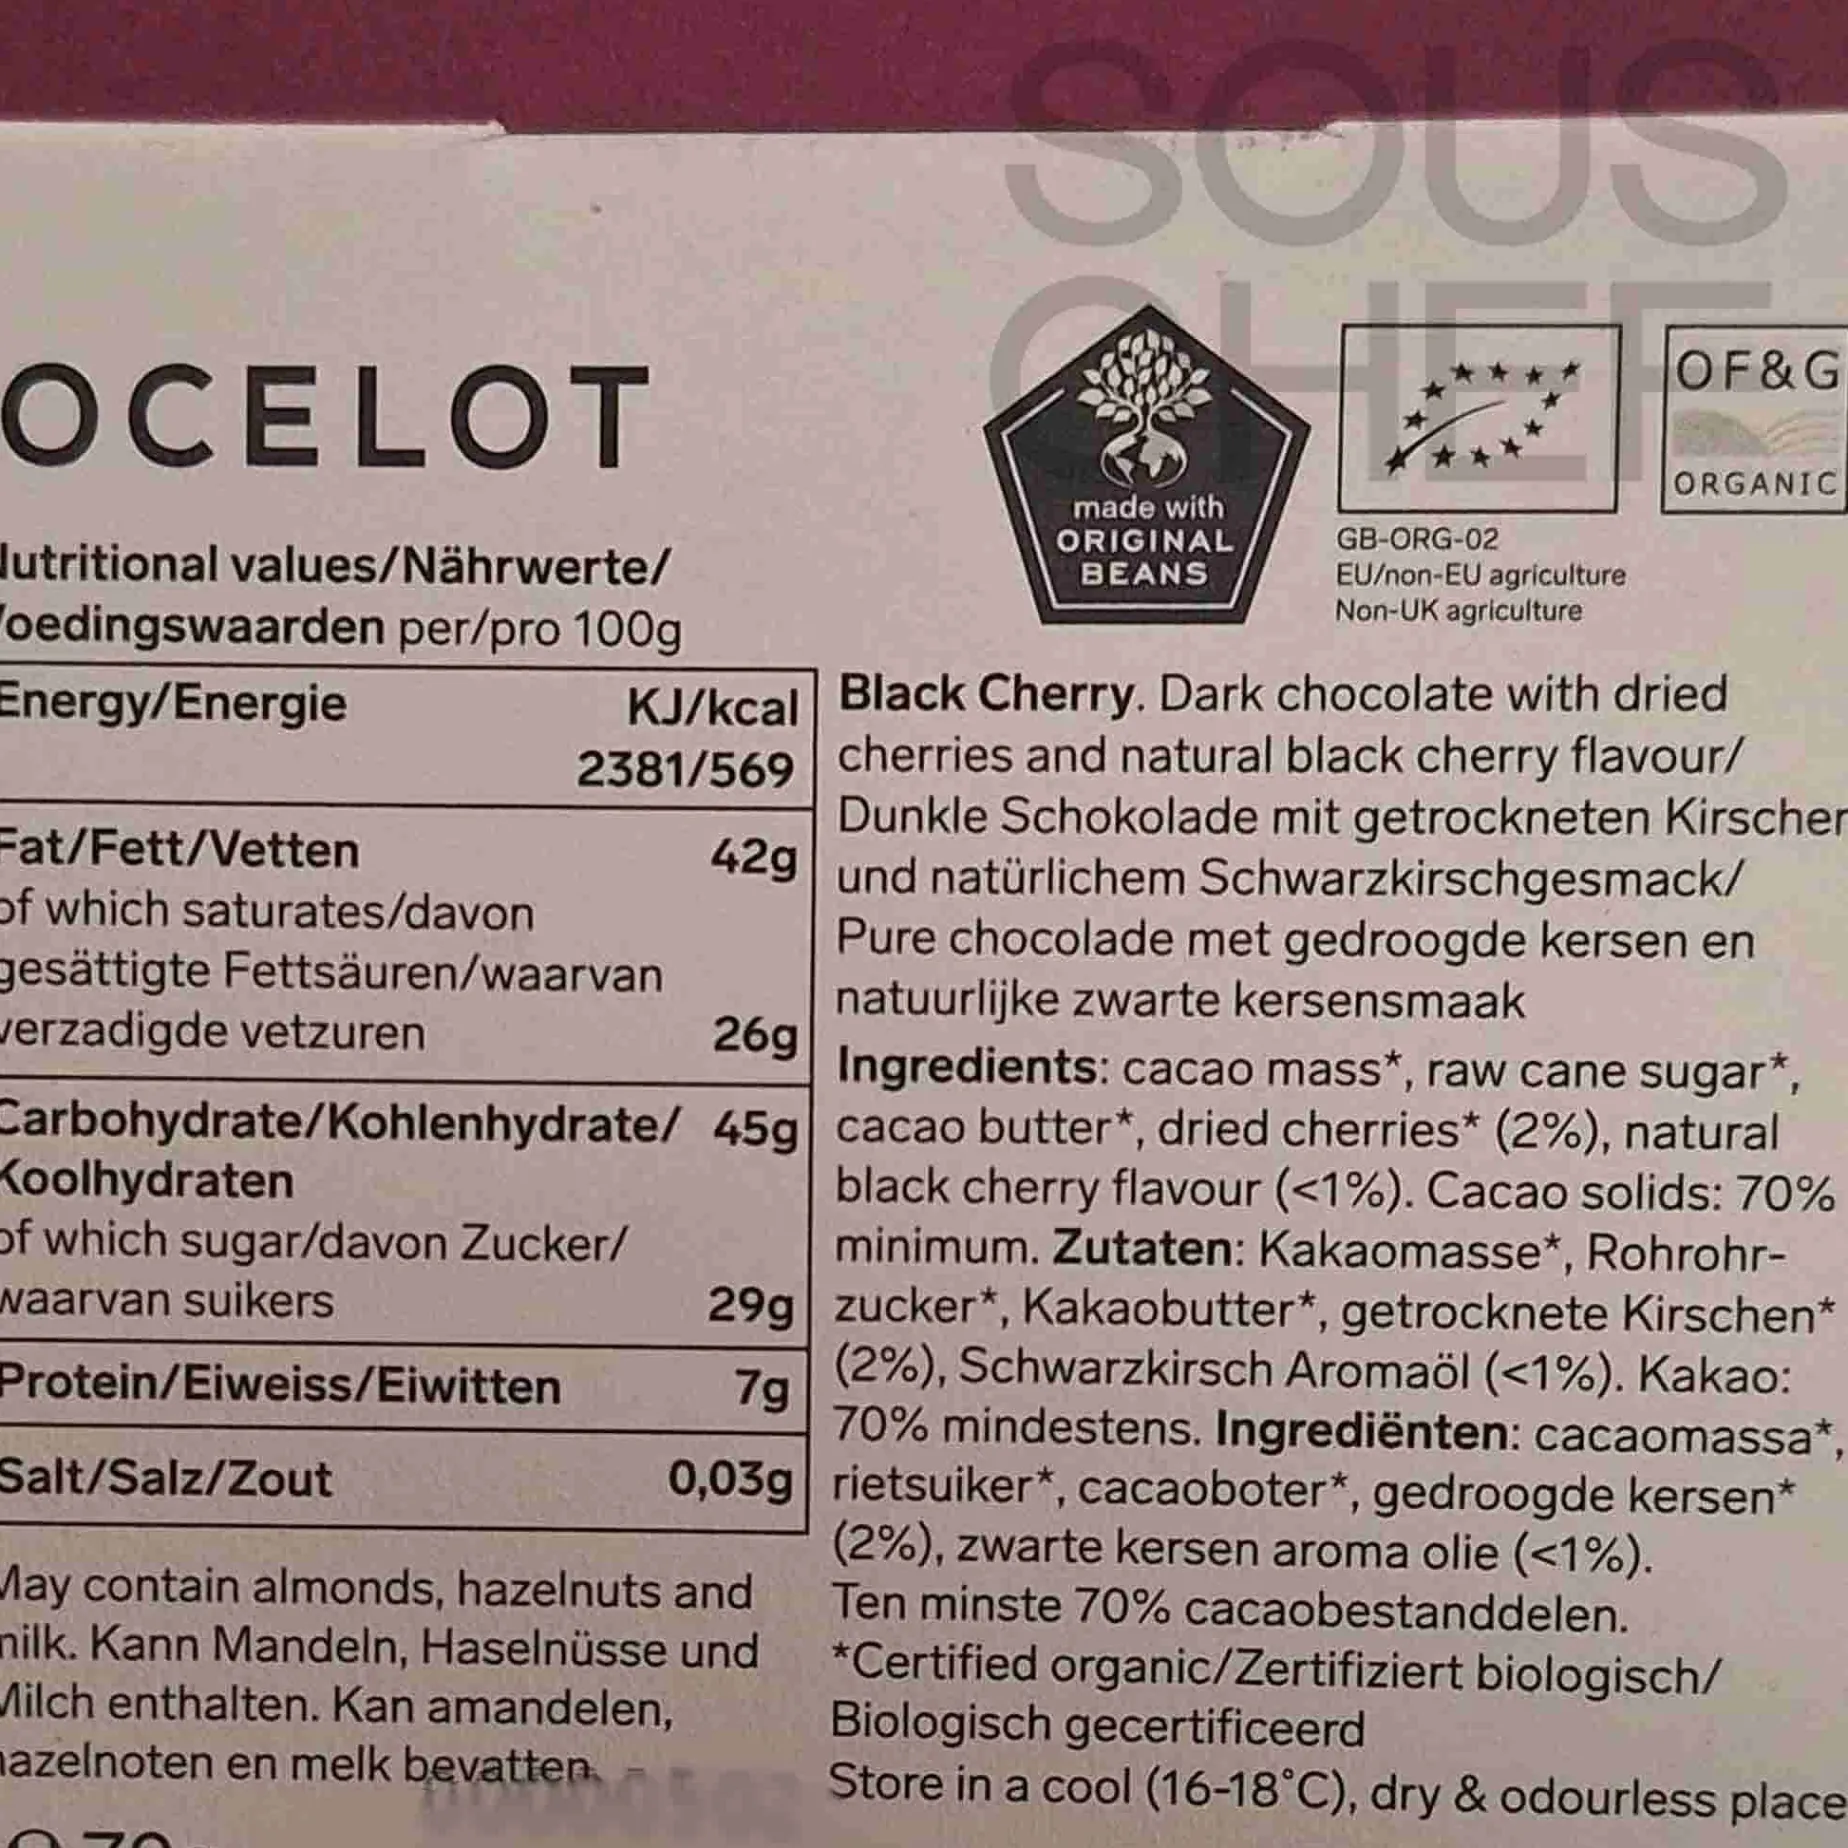 SOUS
CHEF
OCELOT
made with
ORIGINAL
BEANS
OF&G
ORGANIC
GB-ORG-02
EU/non-EU agriculture
Non-UK agriculture
Nutritional values/Nährwerte/
Voedingswaarden per/pro 100g
Energy/Energie KJ/kcal
2381/569
Fat/Fett/Vetten 42g
of which saturates/davon
gesättigte Fettsäuren/waarvan
verzadigde vetzuren 26g
Carbohydrate/Kohlenhydrate/ 45g
Koolhydraten
of which sugar/davon Zucker/
waarvan suikers 29g
Protein/Eiweiss/Eiwitten 7g
Salt/Salz/Zout 0,03g
May contain almonds, hazelnuts and
milk. Kann Mandeln, Haselnüsse und
Milch enthalten. Kan amandelen,
hazelnoten en melk bevatten.
Black Cherry. Dark chocolate with dried
cherries and natural black cherry flavour/
Dunkle Schokolade mit getrockneten Kirschen
und natürlichem Schwarzkirschgesmack/
Pure chocolade met gedroogde kersen en
natuurlijke zwarte kersensmaak
Ingredients: cacao mass*, raw cane sugar*,
cacao butter*, dried cherries* (2%), natural
black cherry flavour (<1%). Cacao solids: 70%
minimum. Zutaten: Kakaomasse*, Rohrohr-
zucker*, Kakaobutter*, getrocknete Kirschen*
(2%), Schwarzkirsch Aromaöl (<1%). Kakao:
70% mindestens. Ingrediënten: cacaomassa*,
rietsuiker*, cacaoboter*, gedroogde kersen*
(2%), zwarte kersen aroma olie (<1%).
Ten minste 70% cacaobestanddelen.
*Certified organic/Zertifiziert biologisch/
Biologisch gecertificeerd
Store in a cool (16-18°C), dry & odourless place